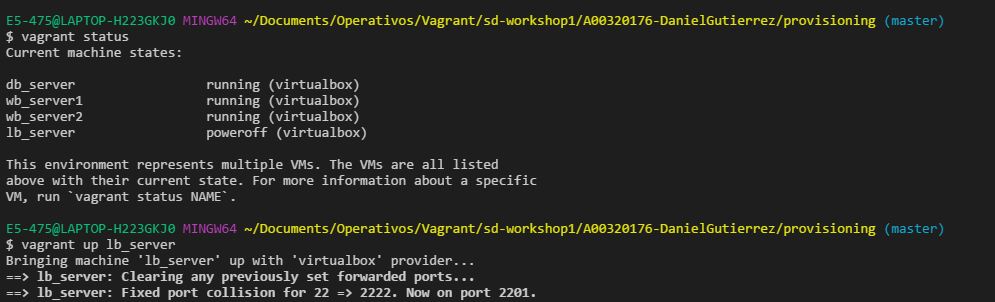 E5-475@LAPTOP-H223GKJ0 MINGW64 ~/Documents/Operativos/Vagrant/sd-workshop1/A00320176-DanielGutierrez/provisioning (master)
$ vagrant status
Current machine states:
db_server                 running (virtualbox)
wb_server1                running (virtualbox)
wb_server2                running (virtualbox)
lb_server                 poweroff (virtualbox)
This environment represents multiple VMs. The VMs are all listed
above with their current state. For more information about a specific
VM, run `vagrant status NAME`.
E5-475@LAPTOP-H223GKJ0 MINGW64 ~/Documents/Operativos/Vagrant/sd-workshop1/A00320176-DanielGutierrez/provisioning (master)
$ vagrant up lb_server
Bringing machine 'lb_server' up with 'virtualbox' provider...
==> lb_server: Clearing any previously set forwarded ports...
==> lb_server: Fixed port collision for 22 => 2222. Now on port 2201.